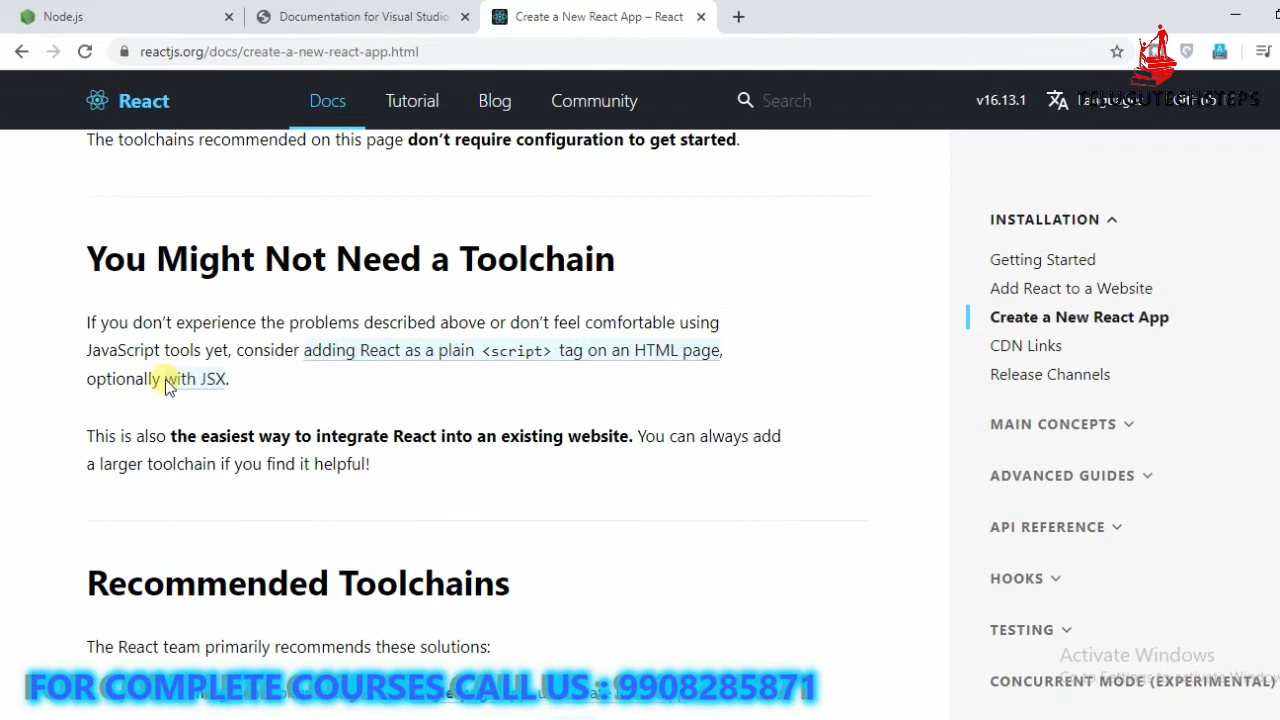 Node.js
Documentation for Visual Studio
Create a New React App – React
reactjs.org/docs/create-a-new-react-app.html
React
Docs
Tutorial
Blog
Community
Search
v16.13.1
Languages
GitHub
TELUGUTECHSTEPS
The toolchains recommended on this page don’t require configuration to get started.
You Might Not Need a Toolchain
If you don’t experience the problems described above or don’t feel comfortable using
JavaScript tools yet, consider adding React as a plain <script> tag on an HTML page,
optionally with JSX.
This is also the easiest way to integrate React into an existing website. You can always add
a larger toolchain if you find it helpful!
Recommended Toolchains
The React team primarily recommends these solutions:
INSTALLATION
Getting Started
Add React to a Website
Create a New React App
CDN Links
Release Channels
MAIN CONCEPTS
ADVANCED GUIDES
API REFERENCE
HOOKS
TESTING
CONCURRENT MODE (EXPERIMENTAL)
Activate Windows
FOR COMPLETE COURSES CALL US : 9908285871